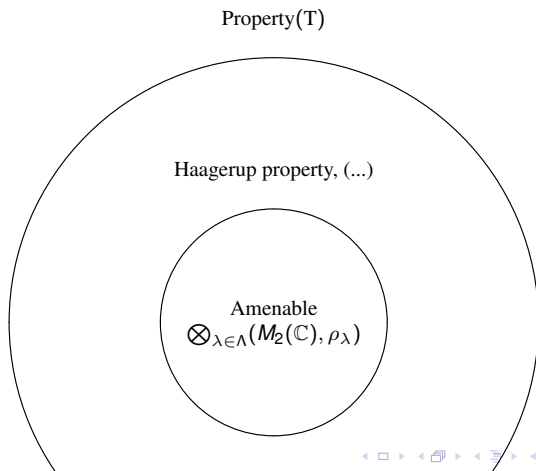 Property(T)
Haagerup property, (...)
Amenable
⨂λ∈Λ(M2(ℂ), ρλ)